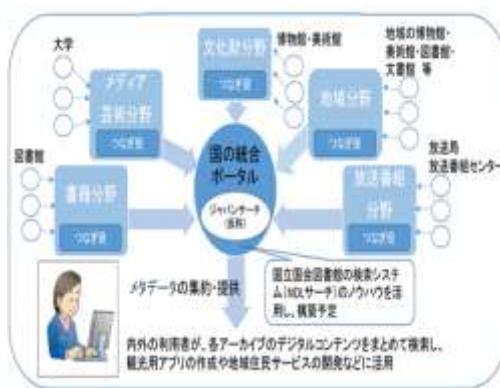 大学
文化財分野
つなぎ役
博物館・美術館
地域の博物館・
美術館・図書館・
文書館 等
メディア
芸術分野
つなぎ役
地域分野
つなぎ役
図書館
書籍分野
つなぎ役
国の統合
ポータル
ジャパンサーチ
(仮称)
放送局
放送番組センター
放送番組
分野
つなぎ役
メタデータの集約・提供
国立国会図書館の検索システ
ム(NDLサーチ)のノウハウを活
用し、構築予定
内外の利用者が、各アーカイブのデジタルコンテンツをまとめて検索し、
観光用アプリの作成や地域住民サービスの開発などに活用